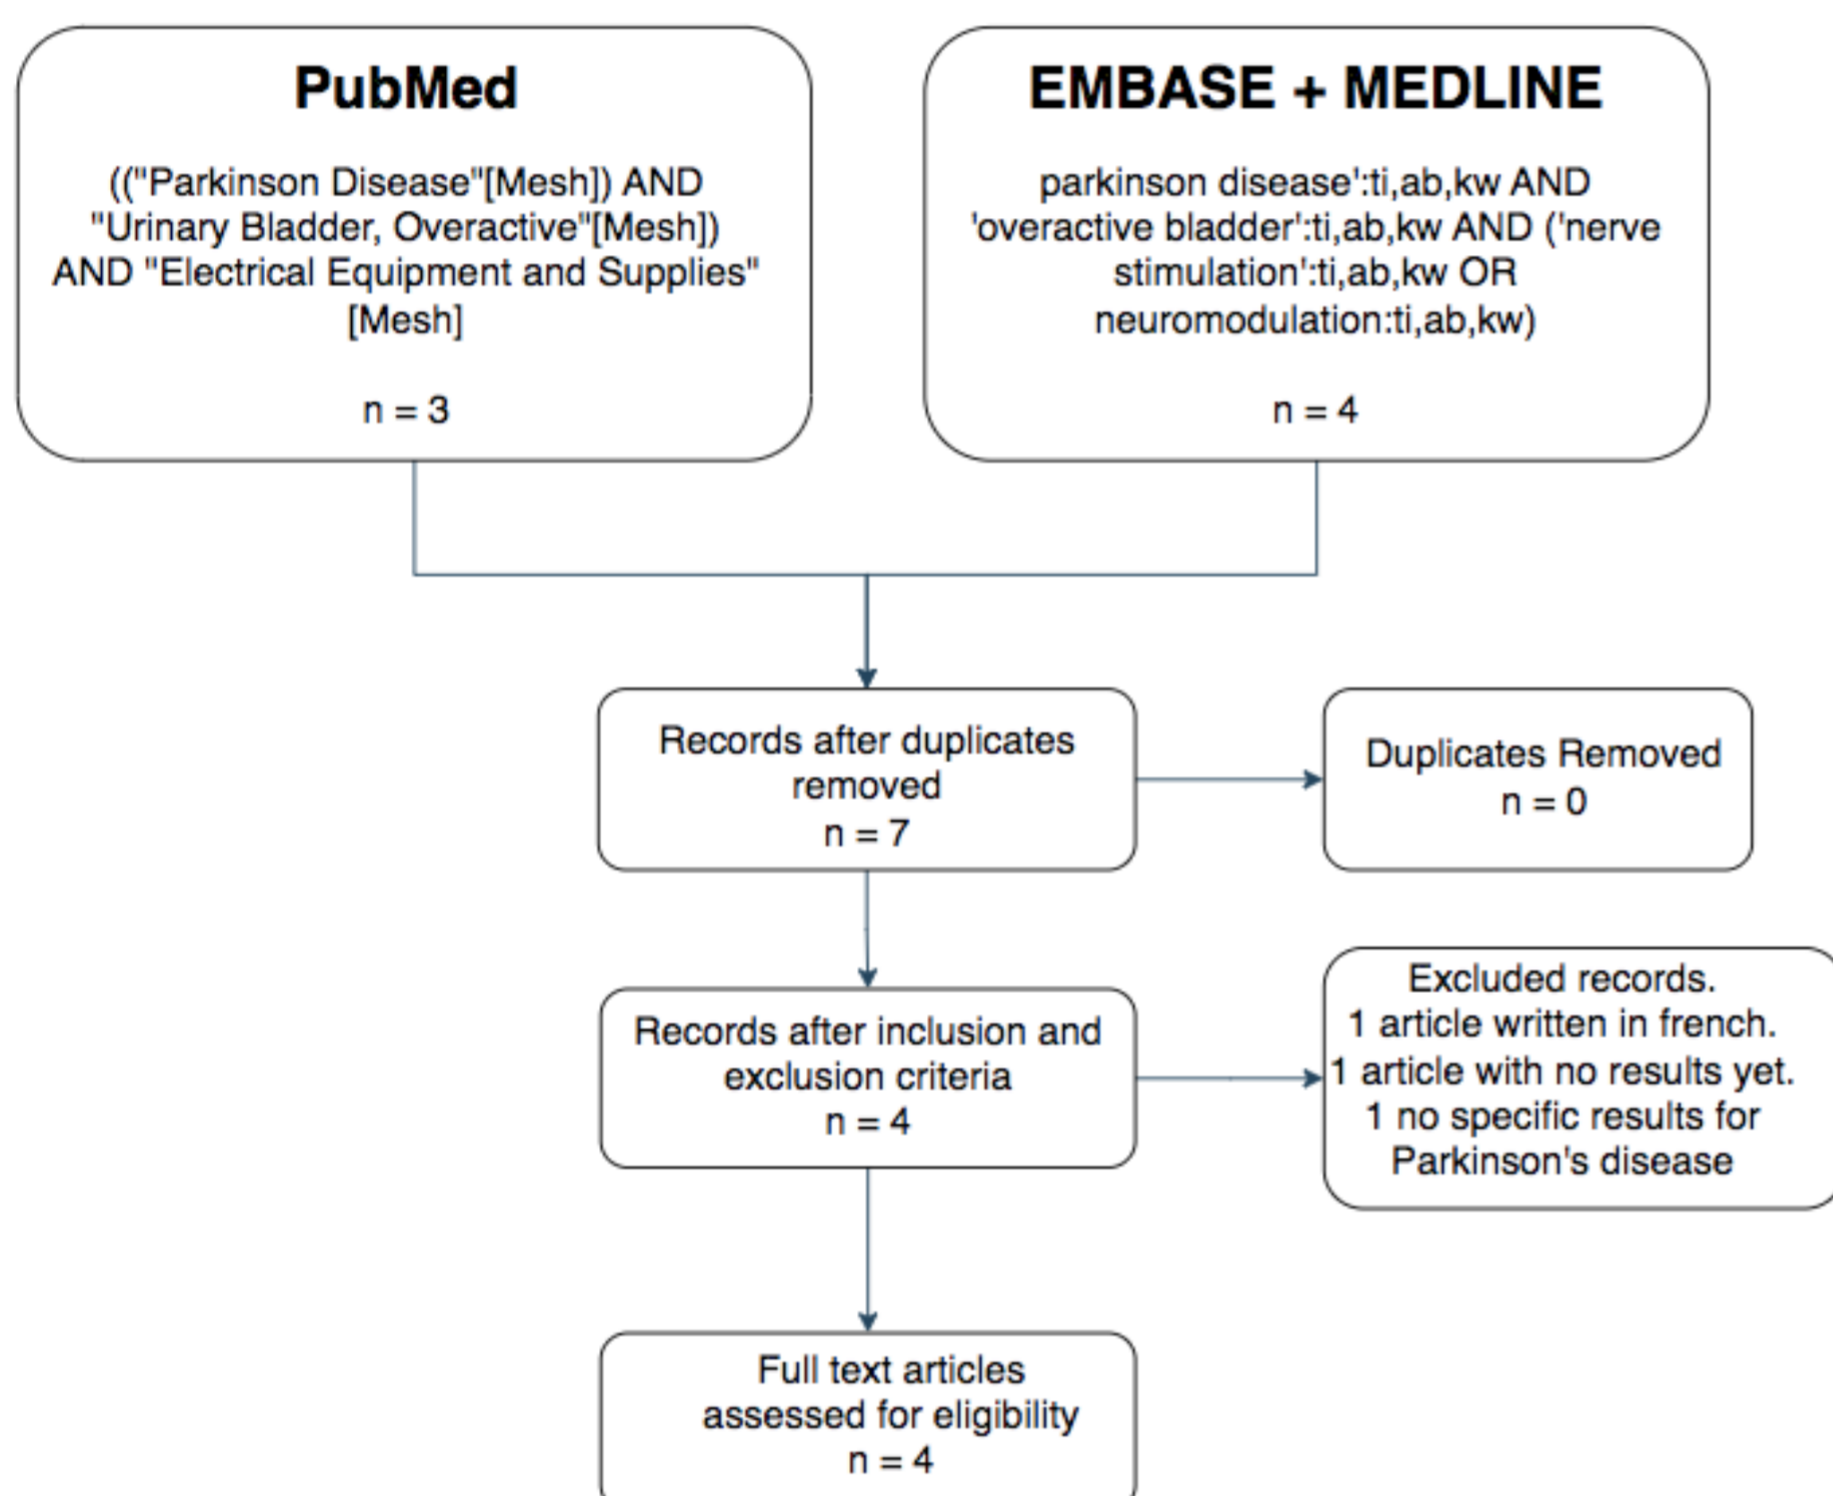 PubMed
(("Parkinson Disease"[Mesh]) AND
"Urinary Bladder, Overactive"[Mesh])
AND "Electrical Equipment and Supplies"
[Mesh]
n = 3
EMBASE + MEDLINE
parkinson disease':ti,ab,kw AND
'overactive bladder':ti,ab,kw AND ('nerve
stimulation':ti,ab,kw OR
neuromodulation:ti,ab,kw)
n = 4
Records after duplicates
removed
n = 7
Duplicates Removed
n = 0
Records after inclusion and
exclusion criteria
n = 4
Excluded records.
1 article written in french.
1 article with no results yet.
1 no specific results for
Parkinson's disease
Full text articles
assessed for eligibility
n = 4